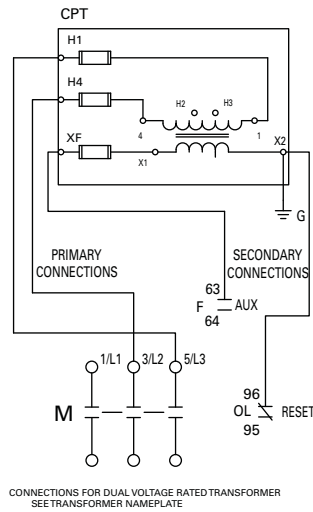 CPT
H1
H4
H2
H3
4
1
XF
X1
X2
G
PRIMARY
CONNECTIONS
SECONDARY
CONNECTIONS
63
F
AUX
64
1/L1
3/L2
5/L3
M
96
OL
RESET
95
CONNECTIONS FOR DUAL VOLTAGE RATED TRANSFORMER
SEE TRANSFORMER NAMEPLATE